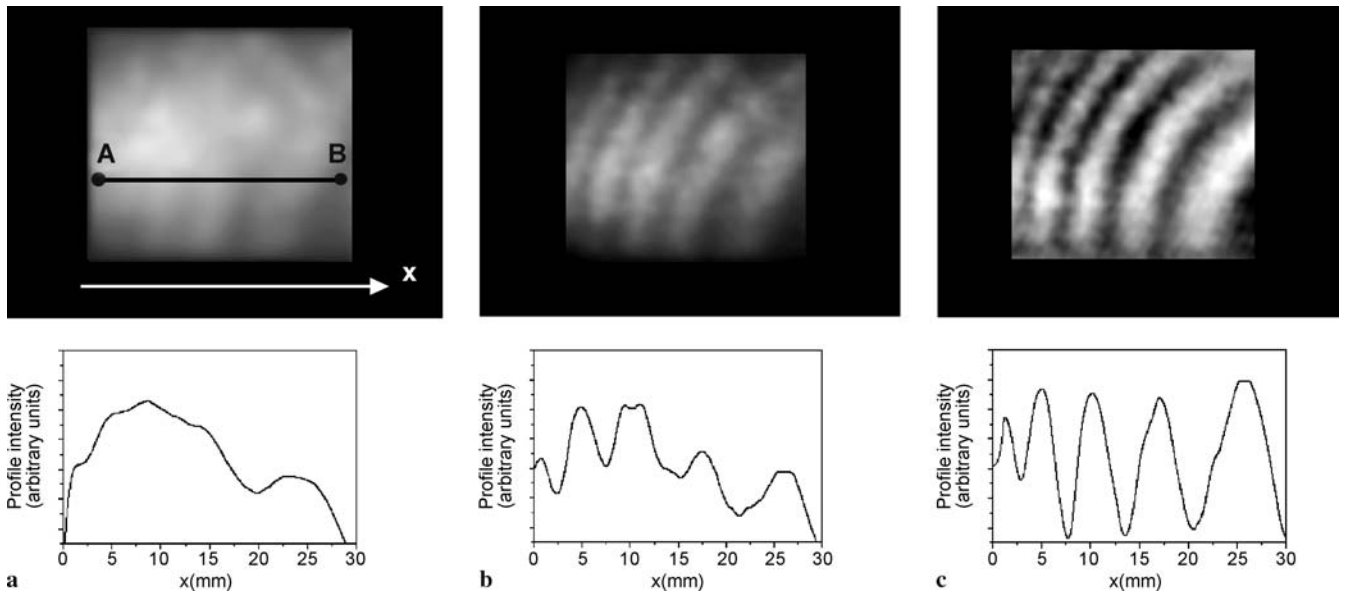 A B
x
Profile intensity
(arbitrary units)
0 5 10 15 20 25 30
x(mm)
a
Profile intensity
(arbitrary units)
0 5 10 15 20 25 30
x(mm)
b
Profile intensity
(arbitrary units)
0 5 10 15 20 25 30
x(mm)
c